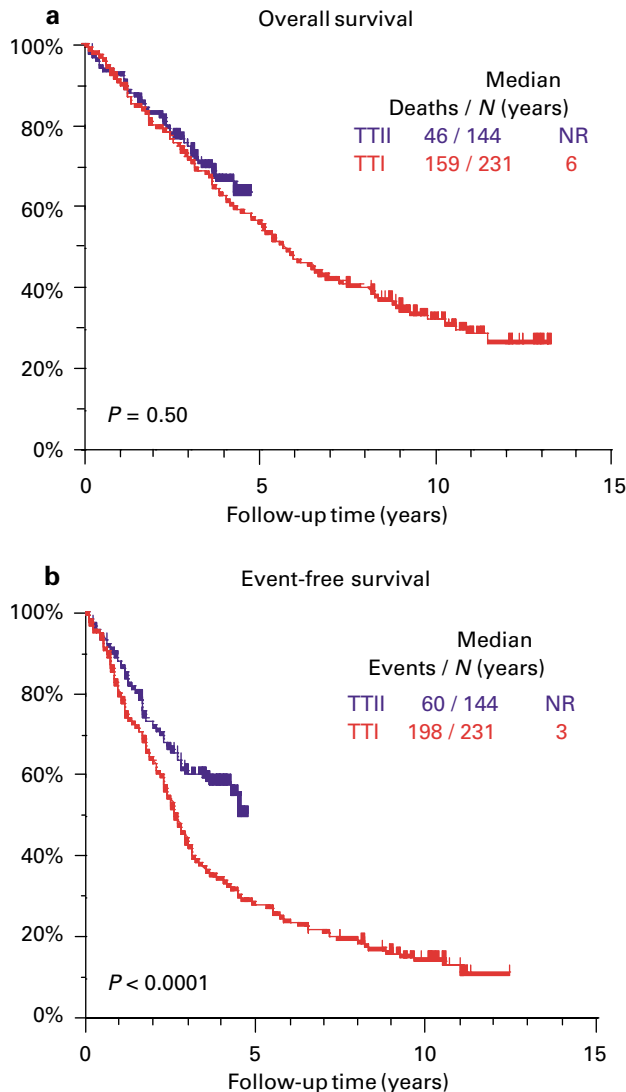 a Overall survival
100%
80%
60%
40%
20%
0%
Median
Deaths / N (years)
TTII 46 / 144 NR
TTI 159 / 231 6
P = 0.50
0 5 10 15
Follow-up time (years)
b Event-free survival
100%
80%
60%
40%
20%
0%
Median
Events / N (years)
TTII 60 / 144 NR
TTI 198 / 231 3
P < 0.0001
0 5 10 15
Follow-up time (years)